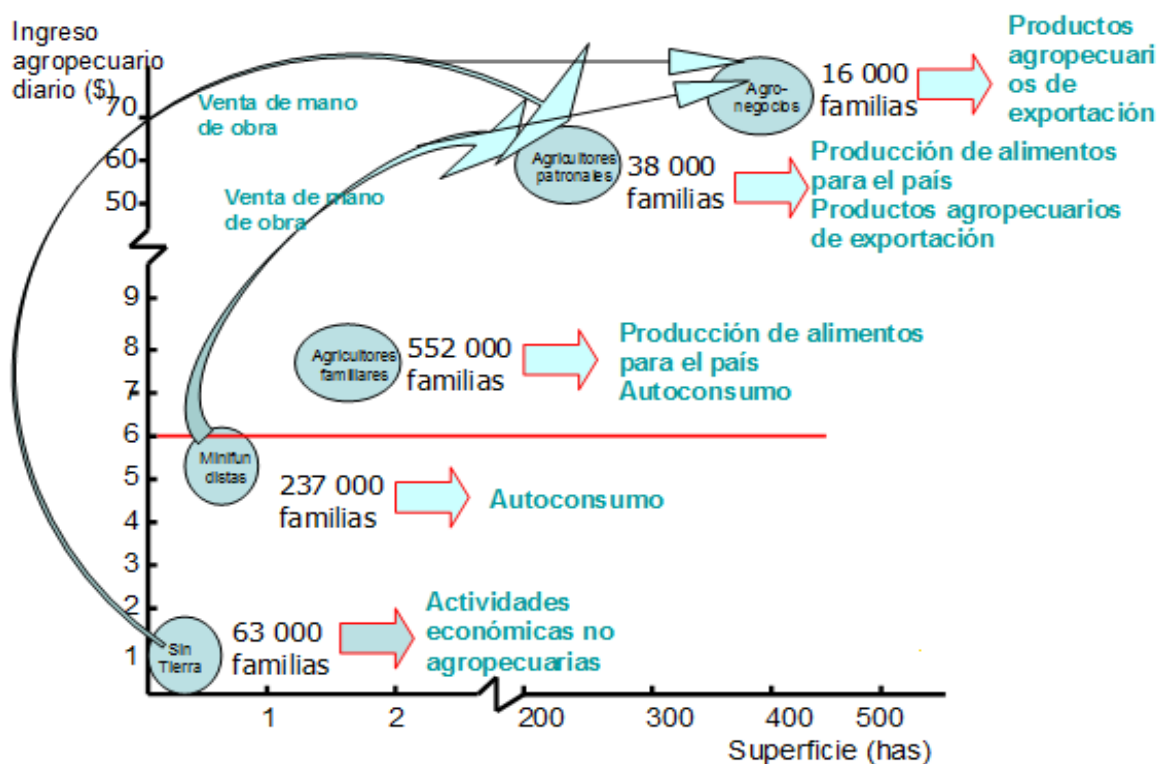 Ingreso
agropecuario
diario ($)
70
60
50
9
8
7
6
5
4
3
2
1
Venta de mano
de obra
Venta de mano
de obra
Agro-
negocios
16 000
familias
Productos
agropecuari
os de
exportación
Agricultores
patronales
38 000
familias
Producción de alimentos
para el país
Productos agropecuarios
de exportación
Agricultores
familiares
552 000
familias
Producción de alimentos
para el país
Autoconsumo
Minifun
distas
237 000
familias
Autoconsumo
Sin
Tierra
63 000
familias
Actividades
económicas no
agropecuarias
1 2 200 300 400 500
Superficie (has)